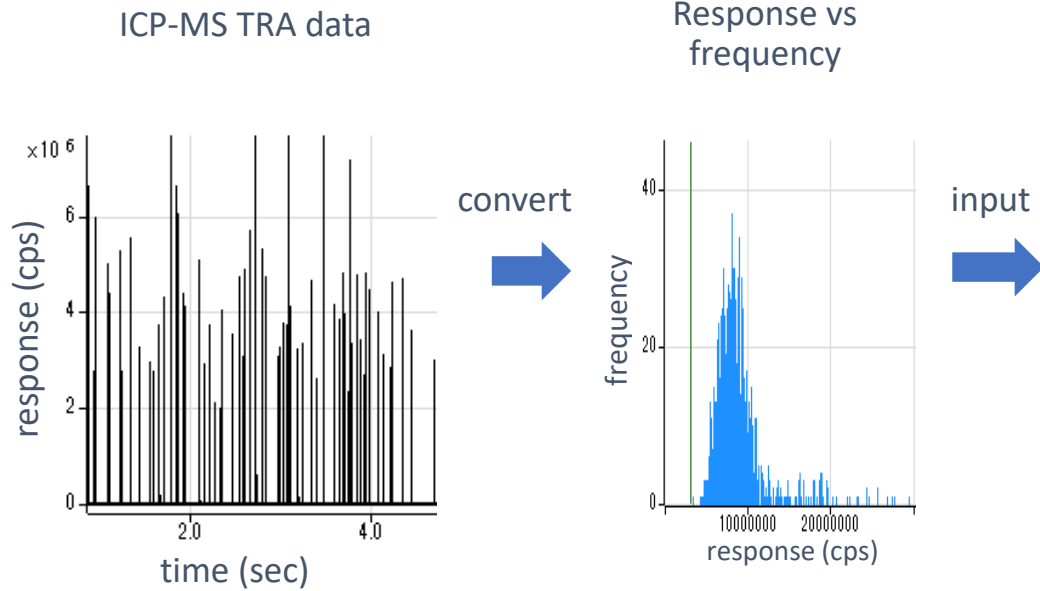 ICP-MS TRA data
Response vs
frequency
×10 6
6
4
2
0
2.0
4.0
response (cps)
time (sec)
convert
40
20
0
10000000
20000000
frequency
response (cps)
input